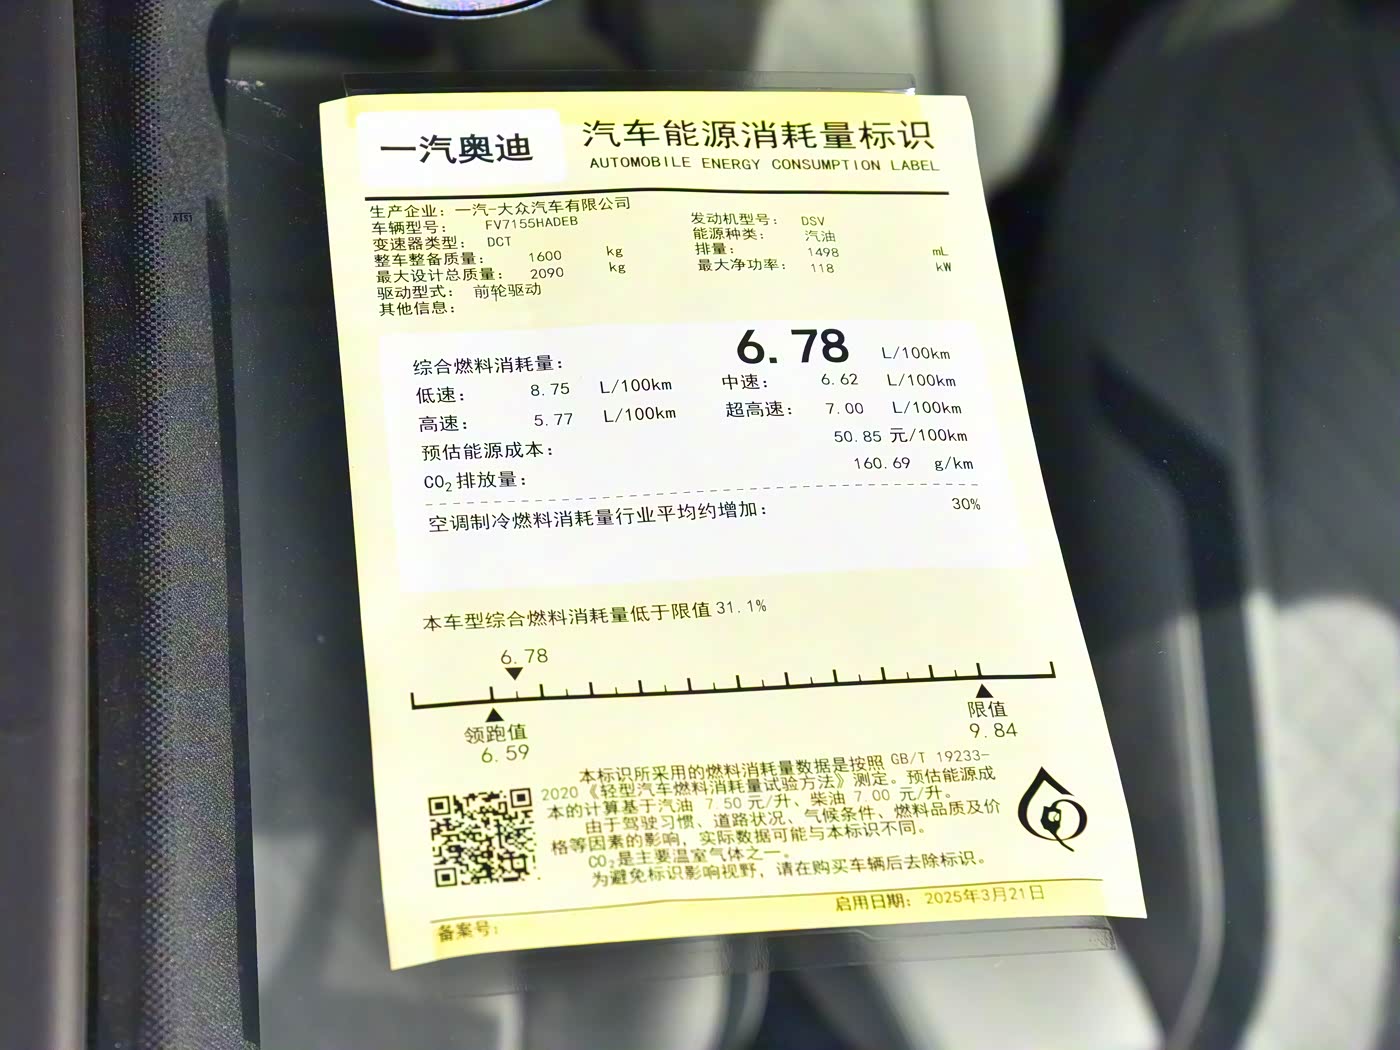 一汽奥迪
汽车能源消耗量标识
AUTOMOBILE ENERGY CONSUMPTION LABEL
生产企业：一汽-大众汽车有限公司
车辆型号： FV7155HADEB
变速器类型： DCT
整车整备质量： 1600 kg
最大设计总质量： 2090 kg
驱动型式： 前轮驱动
其他信息：
发动机型号： DSV
能源种类： 汽油
排量： 1498 mL
最大净功率： 118 kW
综合燃料消耗量： 6.78 L/100km
低速： 8.75 L/100km 中速： 6.62 L/100km
高速： 5.77 L/100km 超高速： 7.00 L/100km
预估能源成本： 50.85 元/100km
CO₂排放量： 160.69 g/km
空调制冷燃料消耗量行业平均约增加： 30%
本车型综合燃料消耗量低于限值31.1%
6.78
领跑值 限值
6.59 9.84
本标识所采用的燃料消耗量数据是按照 GB/T 19233-
2020《轻型汽车燃料消耗量试验方法》测定。预估能源成
本的计算基于汽油 7.50 元/升、柴油 7.00 元/升。
由于驾驶习惯、道路状况、气候条件、燃料品质及价
格等因素的影响，实际数据可能与本标识不同。
CO₂是主要温室气体之一。
为避免标识影响视野，请在购买车辆后去除标识。
备案号： 启用日期： 2025年3月21日